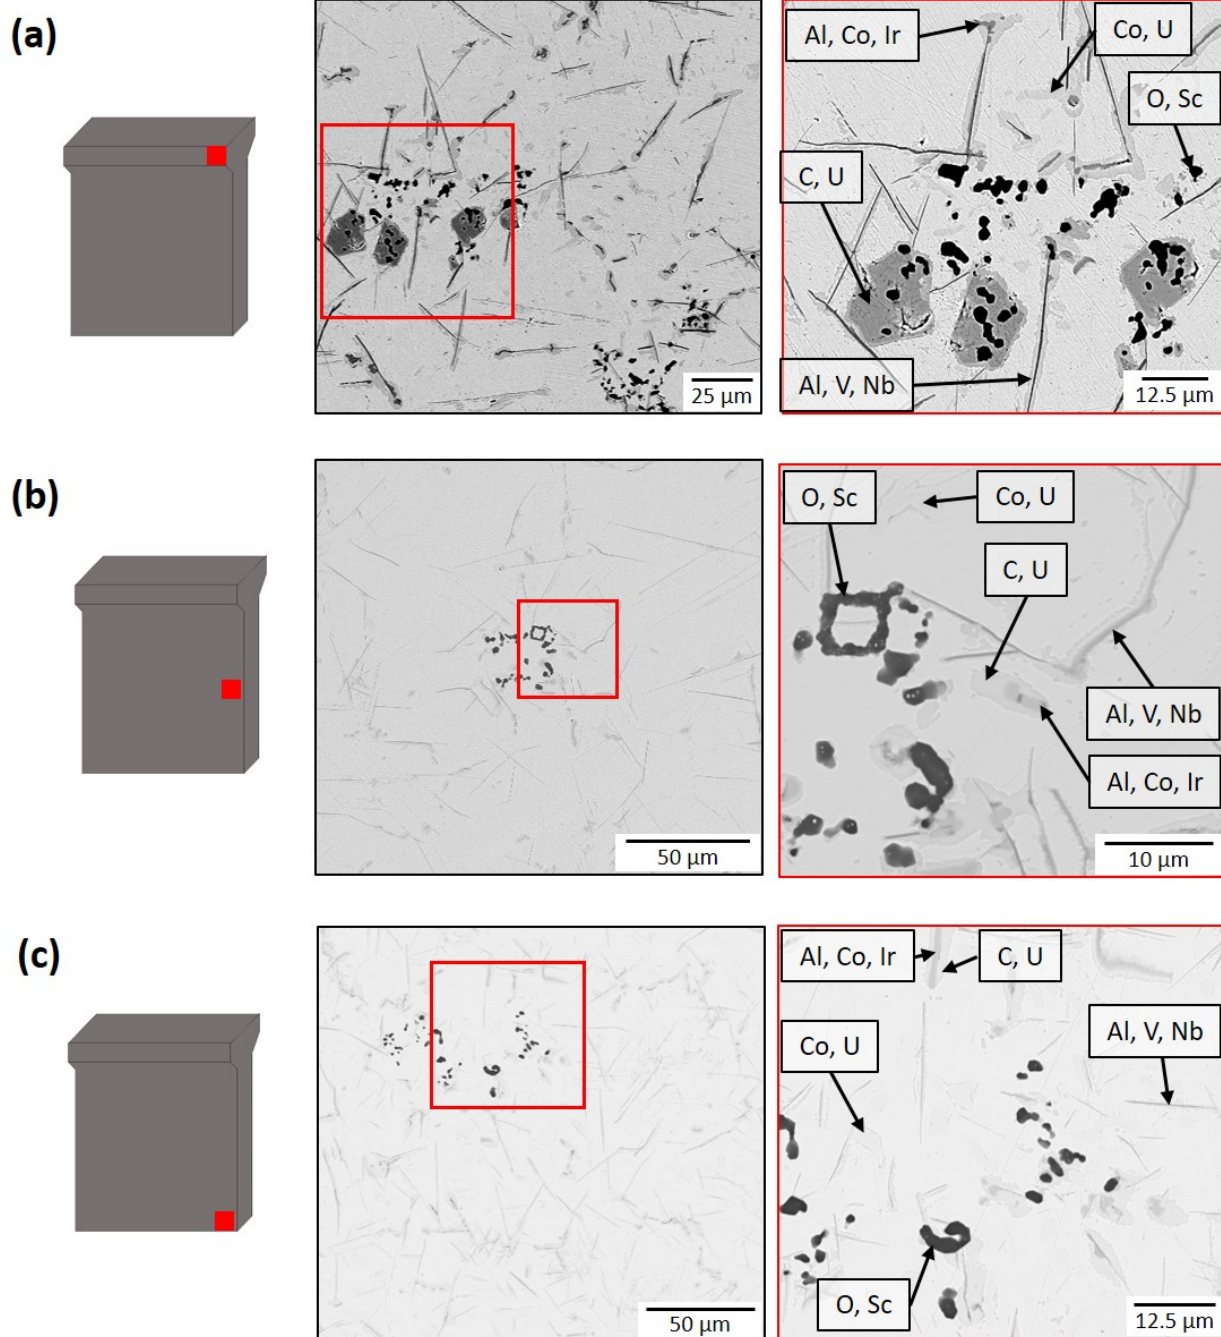 (a)
Al, Co, Ir
Co, U
O, Sc
C, U
Al, V, Nb
25 µm
12.5 µm
(b)
O, Sc
Co, U
C, U
Al, V, Nb
Al, Co, Ir
50 µm
10 µm
(c)
Al, Co, Ir
C, U
Al, V, Nb
Co, U
O, Sc
50 µm
12.5 µm